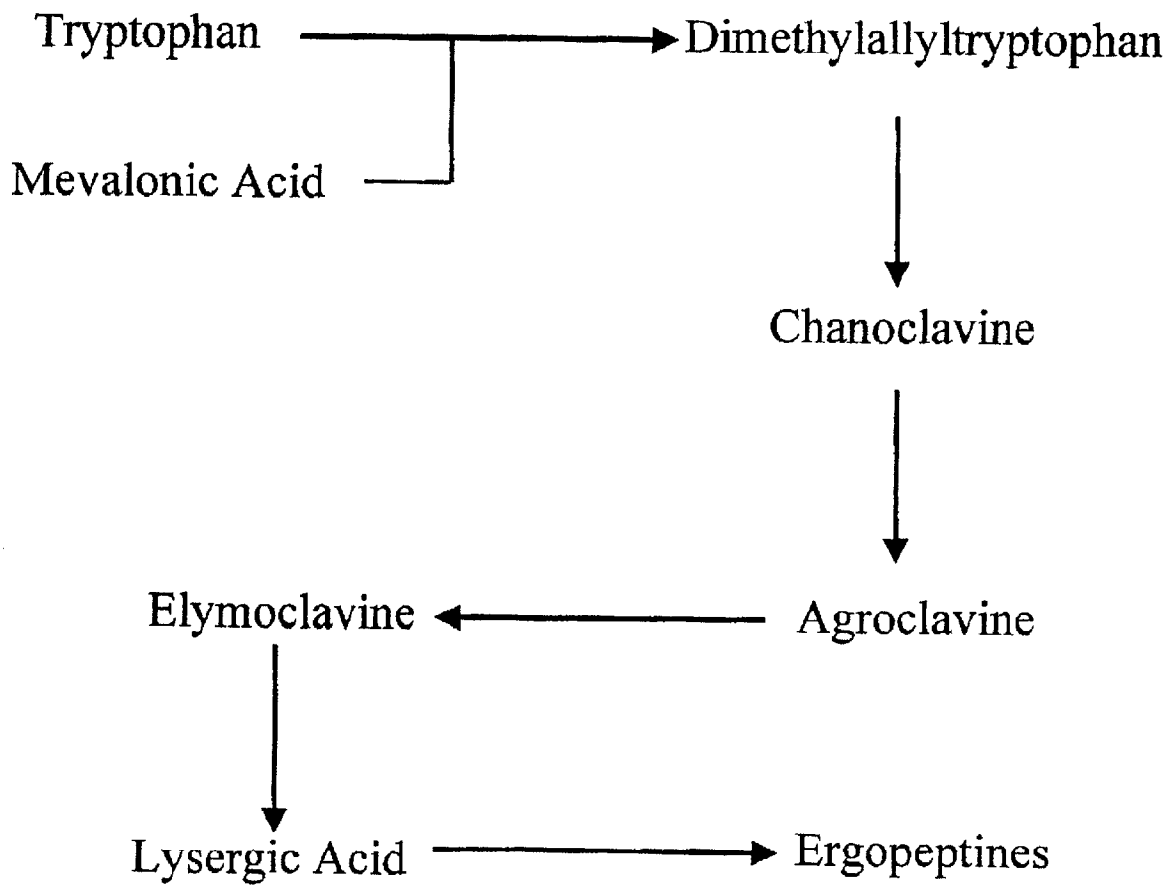 Tryptophan
Dimethylallyltryptophan
Mevalonic Acid
Chanoclavine
Elymoclavine
Agroclavine
Lysergic Acid
Ergopeptines